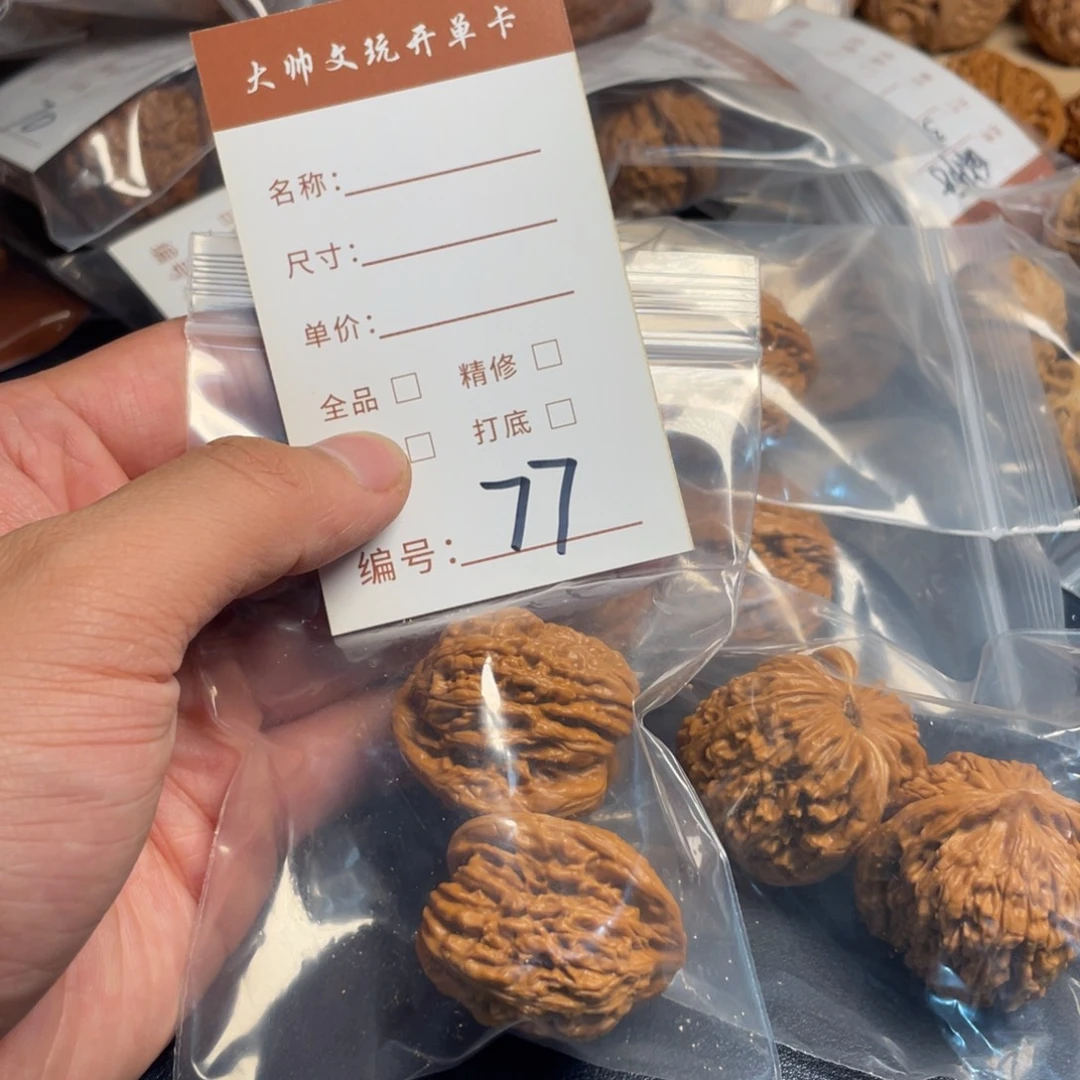 大帅文玩开单卡
名称：
尺寸：
单价：
全品 □ 精修 □
□ 打底 □
编号：77